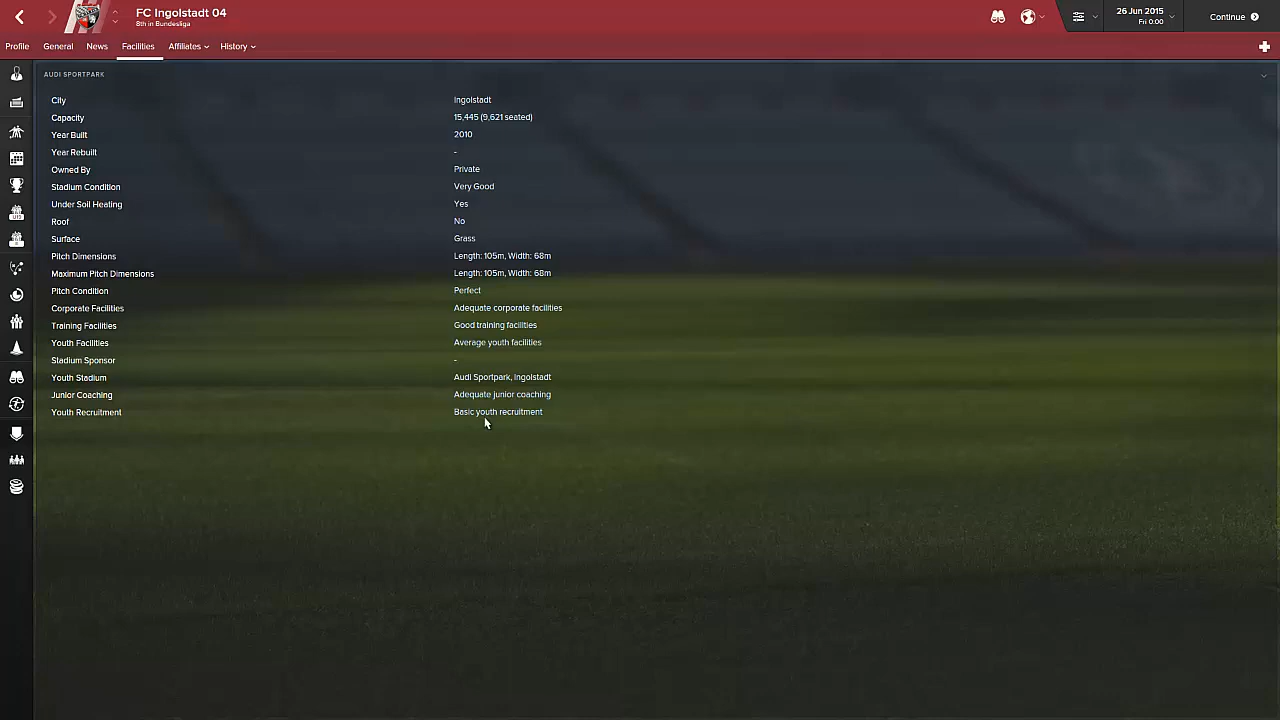 FC Ingolstadt 04
8th in Bundesliga
26 Jun 2015
Fri 0:00
Continue
Profile General News Facilities Affiliates History
AUDI SPORTPARK
City Ingolstadt
Capacity 15,445 (9,621 seated)
Year Built 2010
Year Rebuilt -
Owned By Private
Stadium Condition Very Good
Under Soil Heating Yes
Roof No
Surface Grass
Pitch Dimensions Length: 105m, Width: 68m
Maximum Pitch Dimensions Length: 105m, Width: 68m
Pitch Condition Perfect
Corporate Facilities Adequate corporate facilities
Training Facilities Good training facilities
Youth Facilities Average youth facilities
Stadium Sponsor -
Youth Stadium Audi Sportpark, Ingolstadt
Junior Coaching Adequate junior coaching
Youth Recruitment Basic youth recruitment